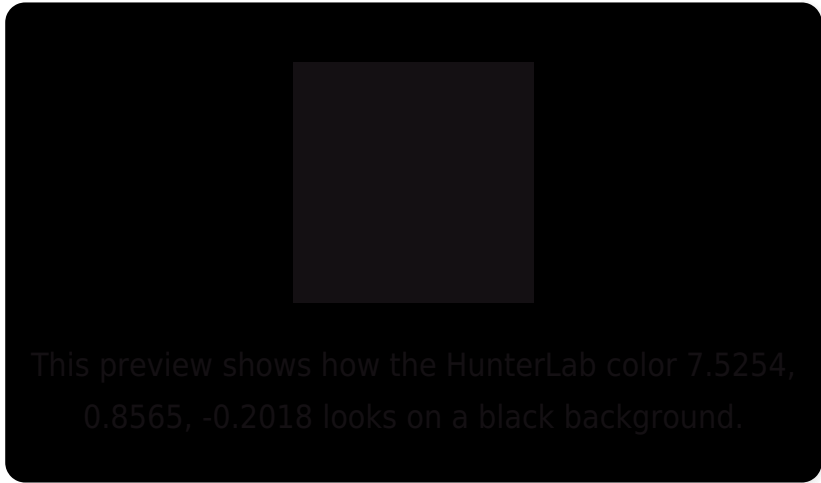 This preview shows how the HunterLab color 7.5254,
0.8565, -0.2018 looks on a black background.